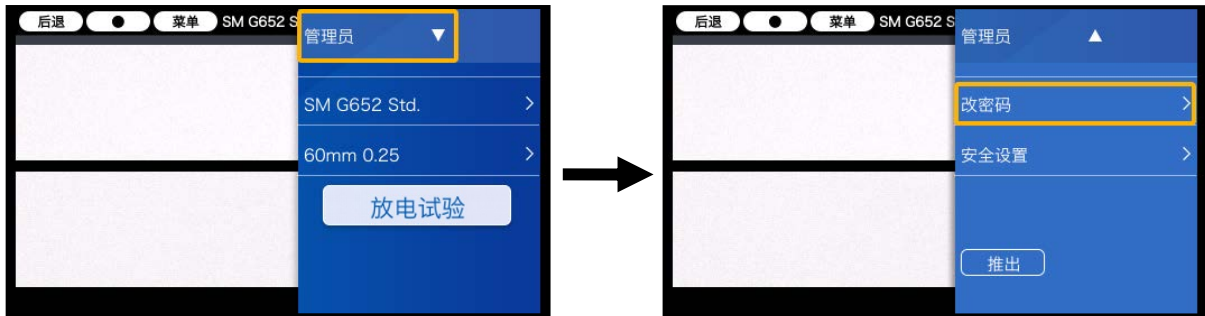 后退 ● 菜单 SM G652 S
管理员 ▼
SM G652 Std. >
60mm 0.25 >
放电试验
后退 ● 菜单 SM G652 S
管理员 ▲
改密码 >
安全设置 >
推出